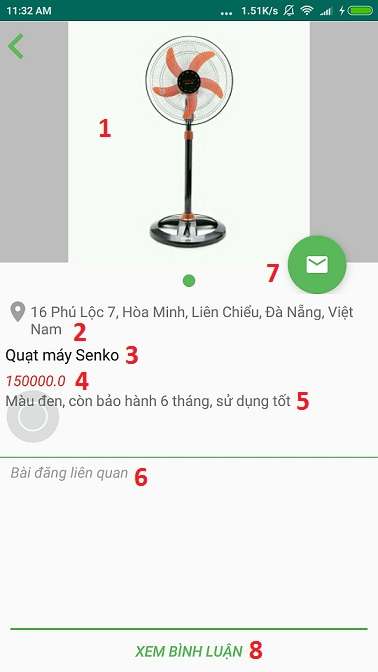 11:32 AM ... 1.51K/s
1
7
16 Phú Lộc 7, Hòa Minh, Liên Chiểu, Đà Nẵng, Việt
Nam 2
Quạt máy Senko 3
150000.0 4
Màu đen, còn bảo hành 6 tháng, sử dụng tốt 5
Bài đăng liên quan 6
XEM BÌNH LUẬN 8